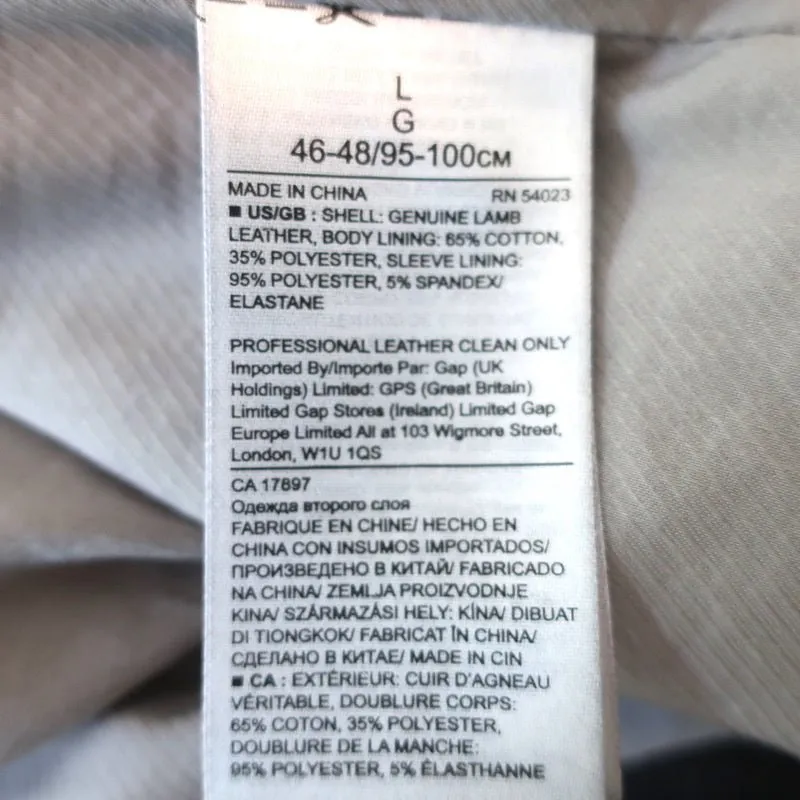 L
G
46-48/95-100CM
MADE IN CHINA RN 54023
■ US/GB : SHELL: GENUINE LAMB
LEATHER, BODY LINING: 65% COTTON,
35% POLYESTER, SLEEVE LINING:
95% POLYESTER, 5% SPANDEX/
ELASTANE
PROFESSIONAL LEATHER CLEAN ONLY
Imported By/Importe Par: Gap (UK
Holdings) Limited: GPS (Great Britain)
Limited Gap Stores (Ireland) Limited Gap
Europe Limited All at 103 Wigmore Street,
London, W1U 1QS
CA 17897
Одежда второго слоя
FABRIQUE EN CHINE/ HECHO EN
CHINA CON INSUMOS IMPORTADOS/
ПРОИЗВЕДЕНО В КИТАЙ/ FABRICADO
NA CHINA/ ZEMLJA PROIZVODNJE
KINA/ SZÁRMAZÁSI HELY: KÍNA/ DIBUAT
DI TIONGKOK/ FABRICAT ÎN CHINA/
СДЕЛАНО В КИТАЕ/ MADE IN CIN
■ CA : EXTÉRIEUR: CUIR D'AGNEAU
VÉRITABLE, DOUBLURE CORPS:
65% COTON, 35% POLYESTER,
DOUBLURE DE LA MANCHE:
95% POLYESTER, 5% ÉLASTHANNE